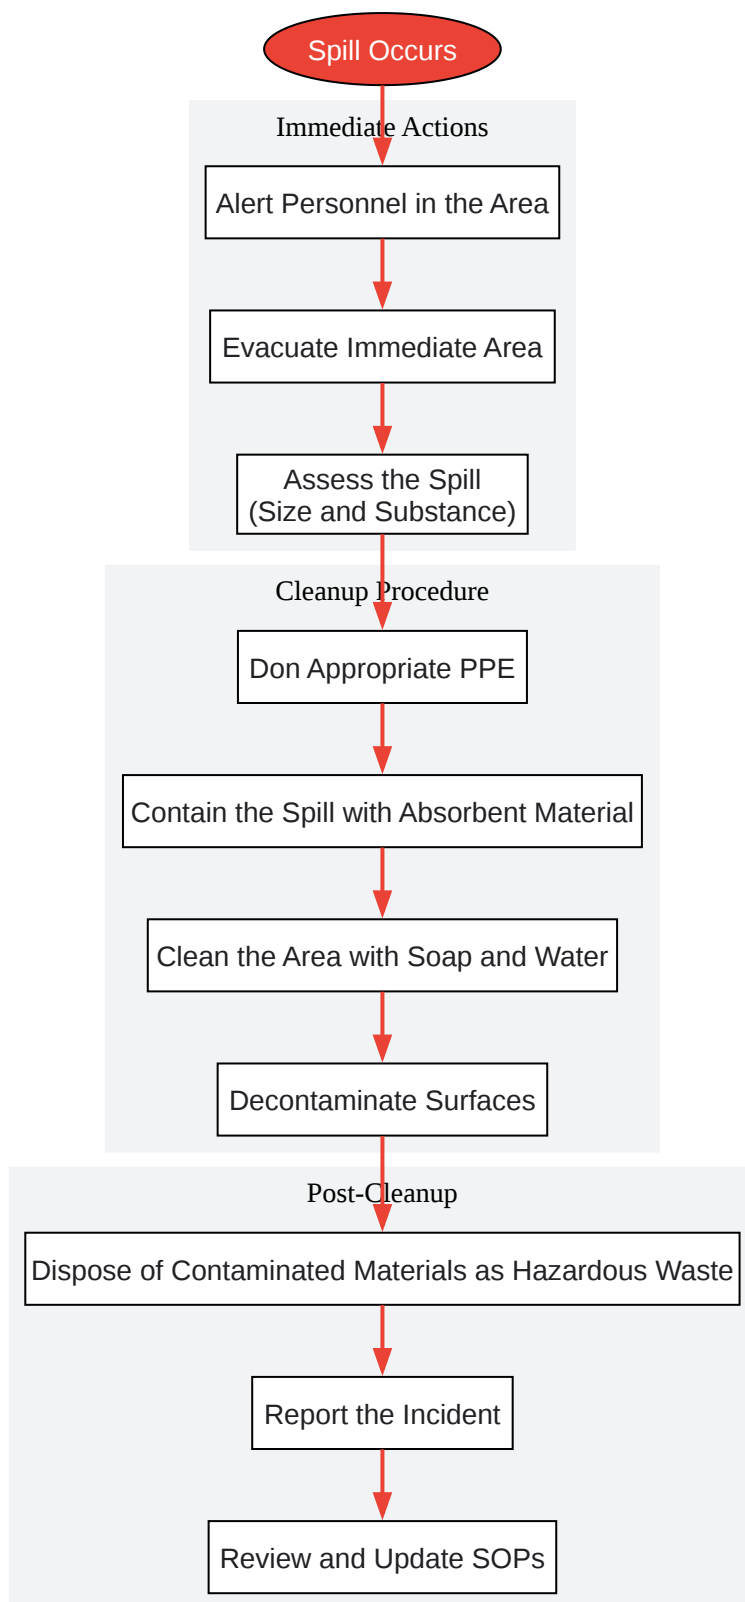 Spill Occurs
Immediate Actions
Alert Personnel in the Area
Evacuate Immediate Area
Assess the Spill
(Size and Substance)
Cleanup Procedure
Don Appropriate PPE
Contain the Spill with Absorbent Material
Clean the Area with Soap and Water
Decontaminate Surfaces
Post-Cleanup
Dispose of Contaminated Materials as Hazardous Waste
Report the Incident
Review and Update SOPs